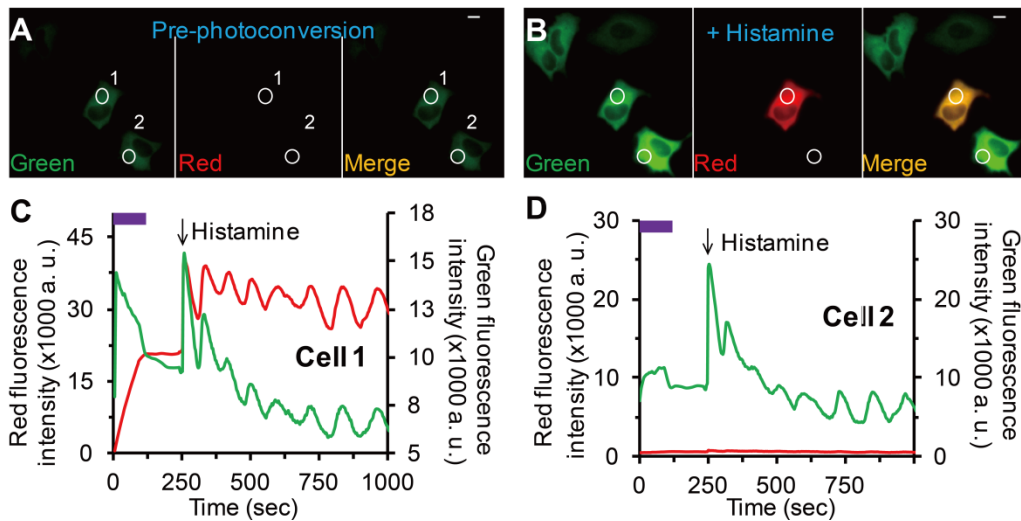 A
Pre-photoconversion
1
2
Green
1
2
Red
1
2
Merge
B
+ Histamine
Green
Red
Merge
C
Red fluorescence
intensity (x1000 a. u.)
45
30
15
0
Histamine
Cell 1
18
15
13
10
8
5
Green fluorescence
intensity (x1000 a. u.)
0 250 500 750 1000
Time (sec)
D
Red fluorescence
intensity (x1000 a. u.)
30
25
20
15
10
5
0
Histamine
Cell 2
30
20
10
0
Green fluorescence
intensity (x1000 a. u.)
0 250 500 750
Time (sec)